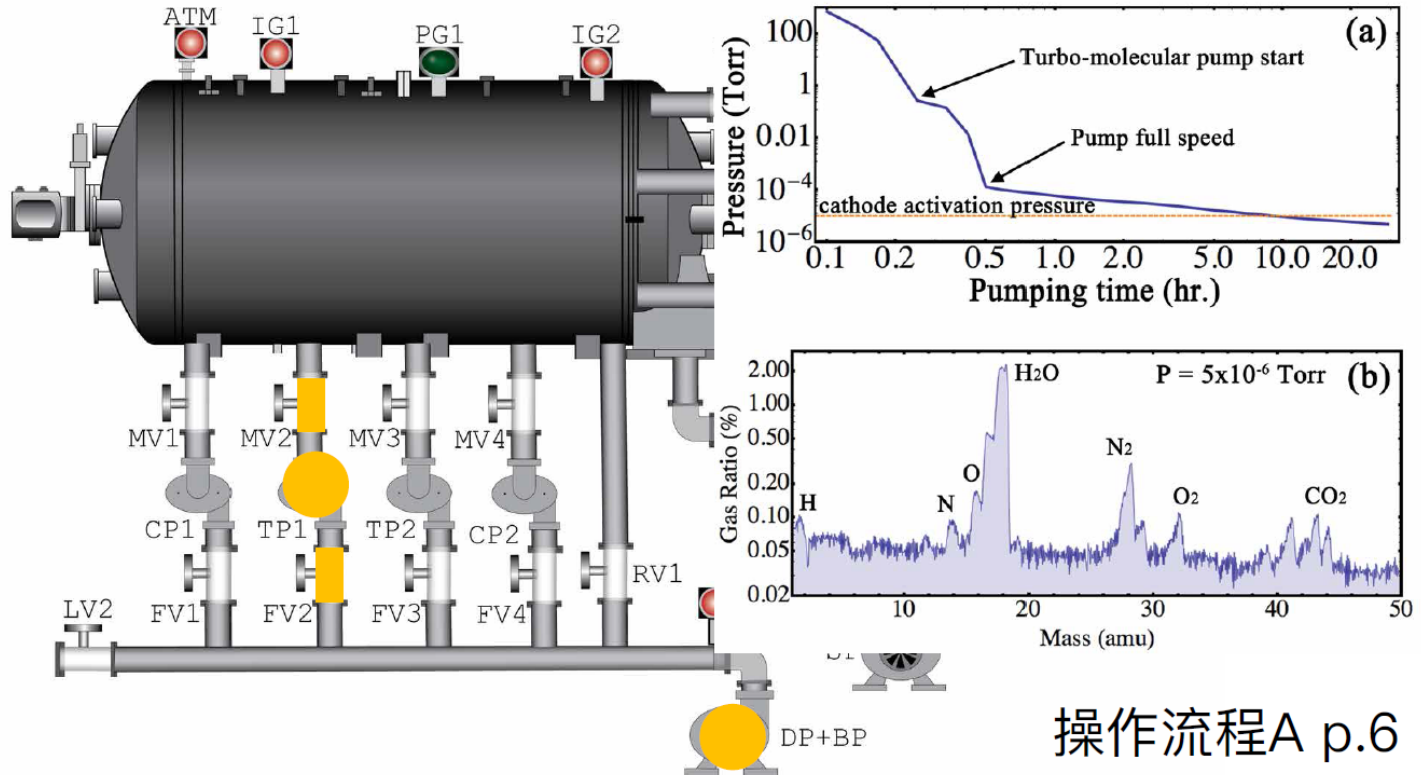 ATM
IG1
PG1
IG2
MV1
MV2
MV3
MV4
CP1
TP1
TP2
CP2
FV1
FV2
FV3
FV4
RV1
LV2
DP+BP
(a)
Pressure (Torr)
100
1
0.01
10⁻⁴
10⁻⁶
Turbo-molecular pump start
Pump full speed
cathode activation pressure
0.1 0.2 0.5 1.0 2.0 5.0 10.0 20.0
Pumping time (hr.)
(b)
P = 5x10⁻⁶ Torr
Gas Ratio (%)
2.00
1.00
0.50
0.20
0.10
0.05
0.02
H
N
O
H₂O
N₂
O₂
CO₂
10 20 30 40 50
Mass (amu)
操作流程A p.6